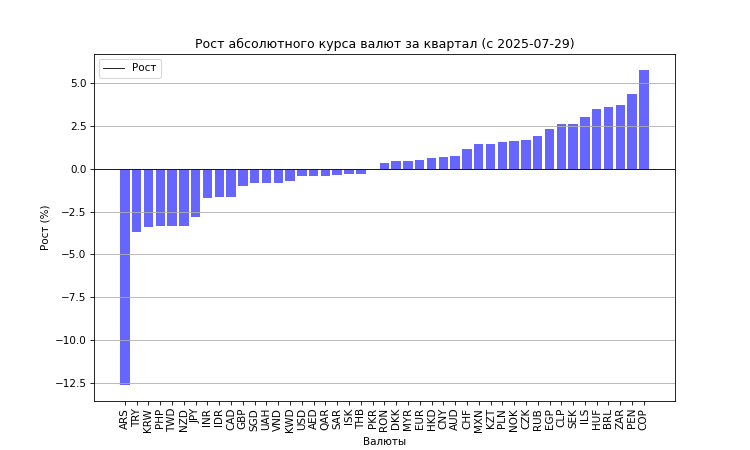 Рост абсолютного курса валют за квартал (с 2025-07-29)
Рост
5.0
2.5
0.0
−2.5
−5.0
−7.5
−10.0
−12.5
Рост (%)
ARS TRY KRW PHP TWD NZD JPY INR IDR CAD GBP SGD UAH VND KWD USD AED QAR SAR ISK THB PKR RON DKK MYR EUR HKD CNY AUD CHF MXN KZT PLN NOK CZK RUB EGP CLP SEK ILS HUF BRL ZAR PEN COP
Валюты